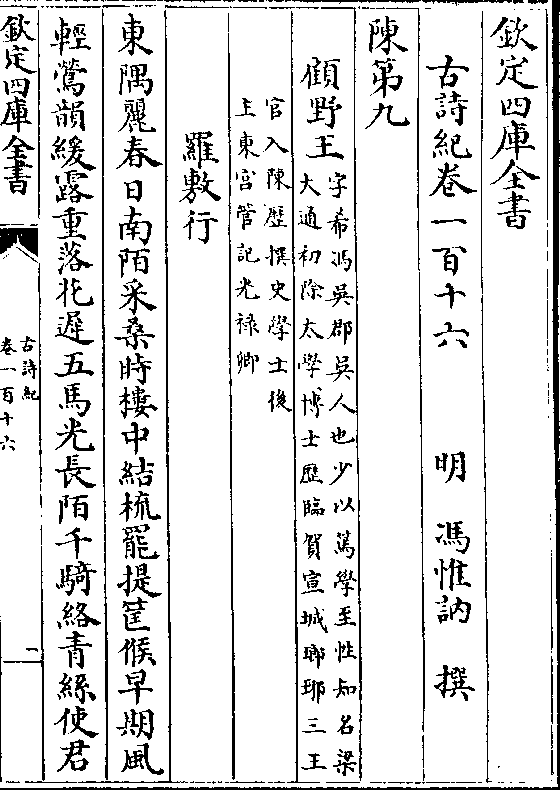 欽定四庫全書
古詩紀卷一百十六　明　馮惟訥　撰
陳第九
顧野王字希馮吳郡吳人也少以篤學至性知名梁
大通初除太學博士歴臨賀宣城瑯琊三王
官入陳歴撰史學士後
主東宫管記光禄卿
羅敷行
東隅麗春日南陌采桑時樓中結梳罷提筐候早期風
輕鶯韻緩露重落花遲五馬光長陌千騎絡青絲使君
欽定四庫全書
古詩紀
卷一百十六
一